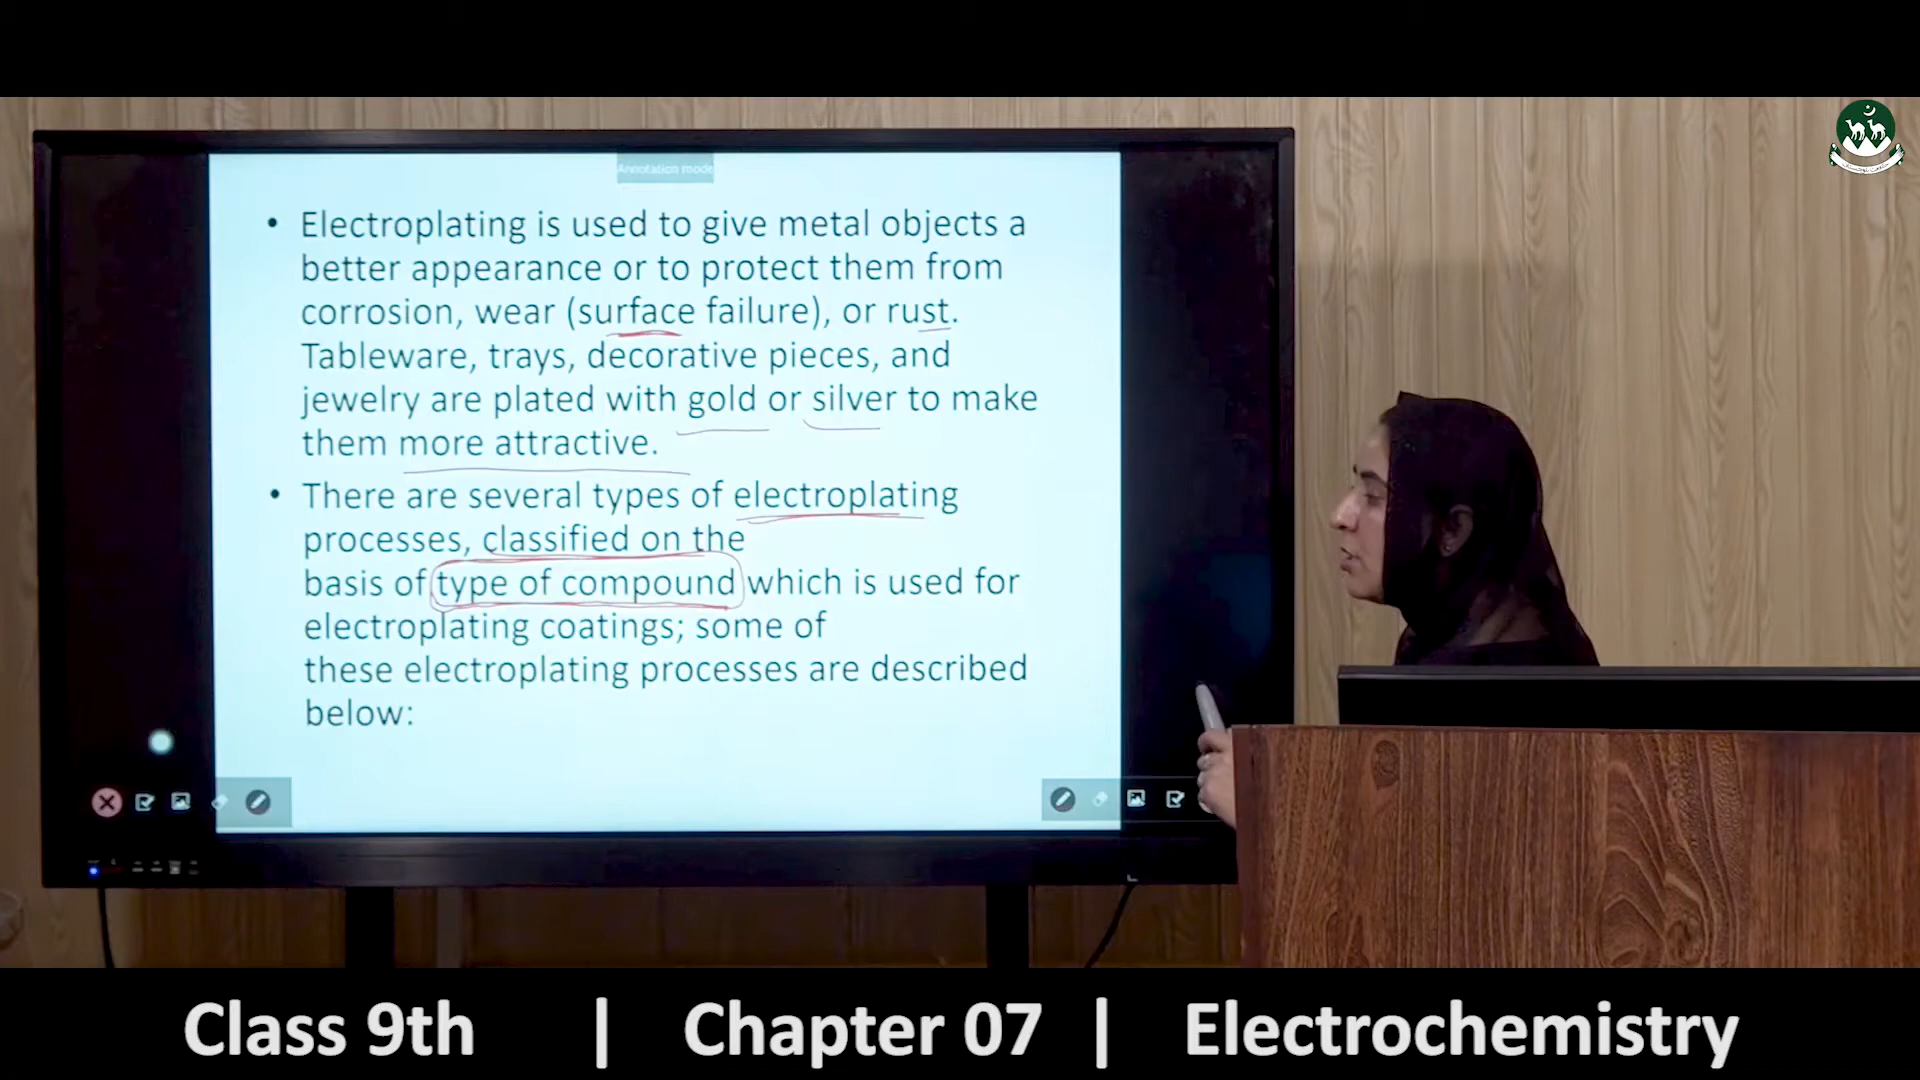 Annotation mode
• Electroplating is used to give metal objects a
better appearance or to protect them from
corrosion, wear (surface failure), or rust.
Tableware, trays, decorative pieces, and
jewelry are plated with gold or silver to make
them more attractive.
• There are several types of electroplating
processes, classified on the
basis of type of compound which is used for
electroplating coatings; some of
these electroplating processes are described
below:
Class 9th | Chapter 07 | Electrochemistry